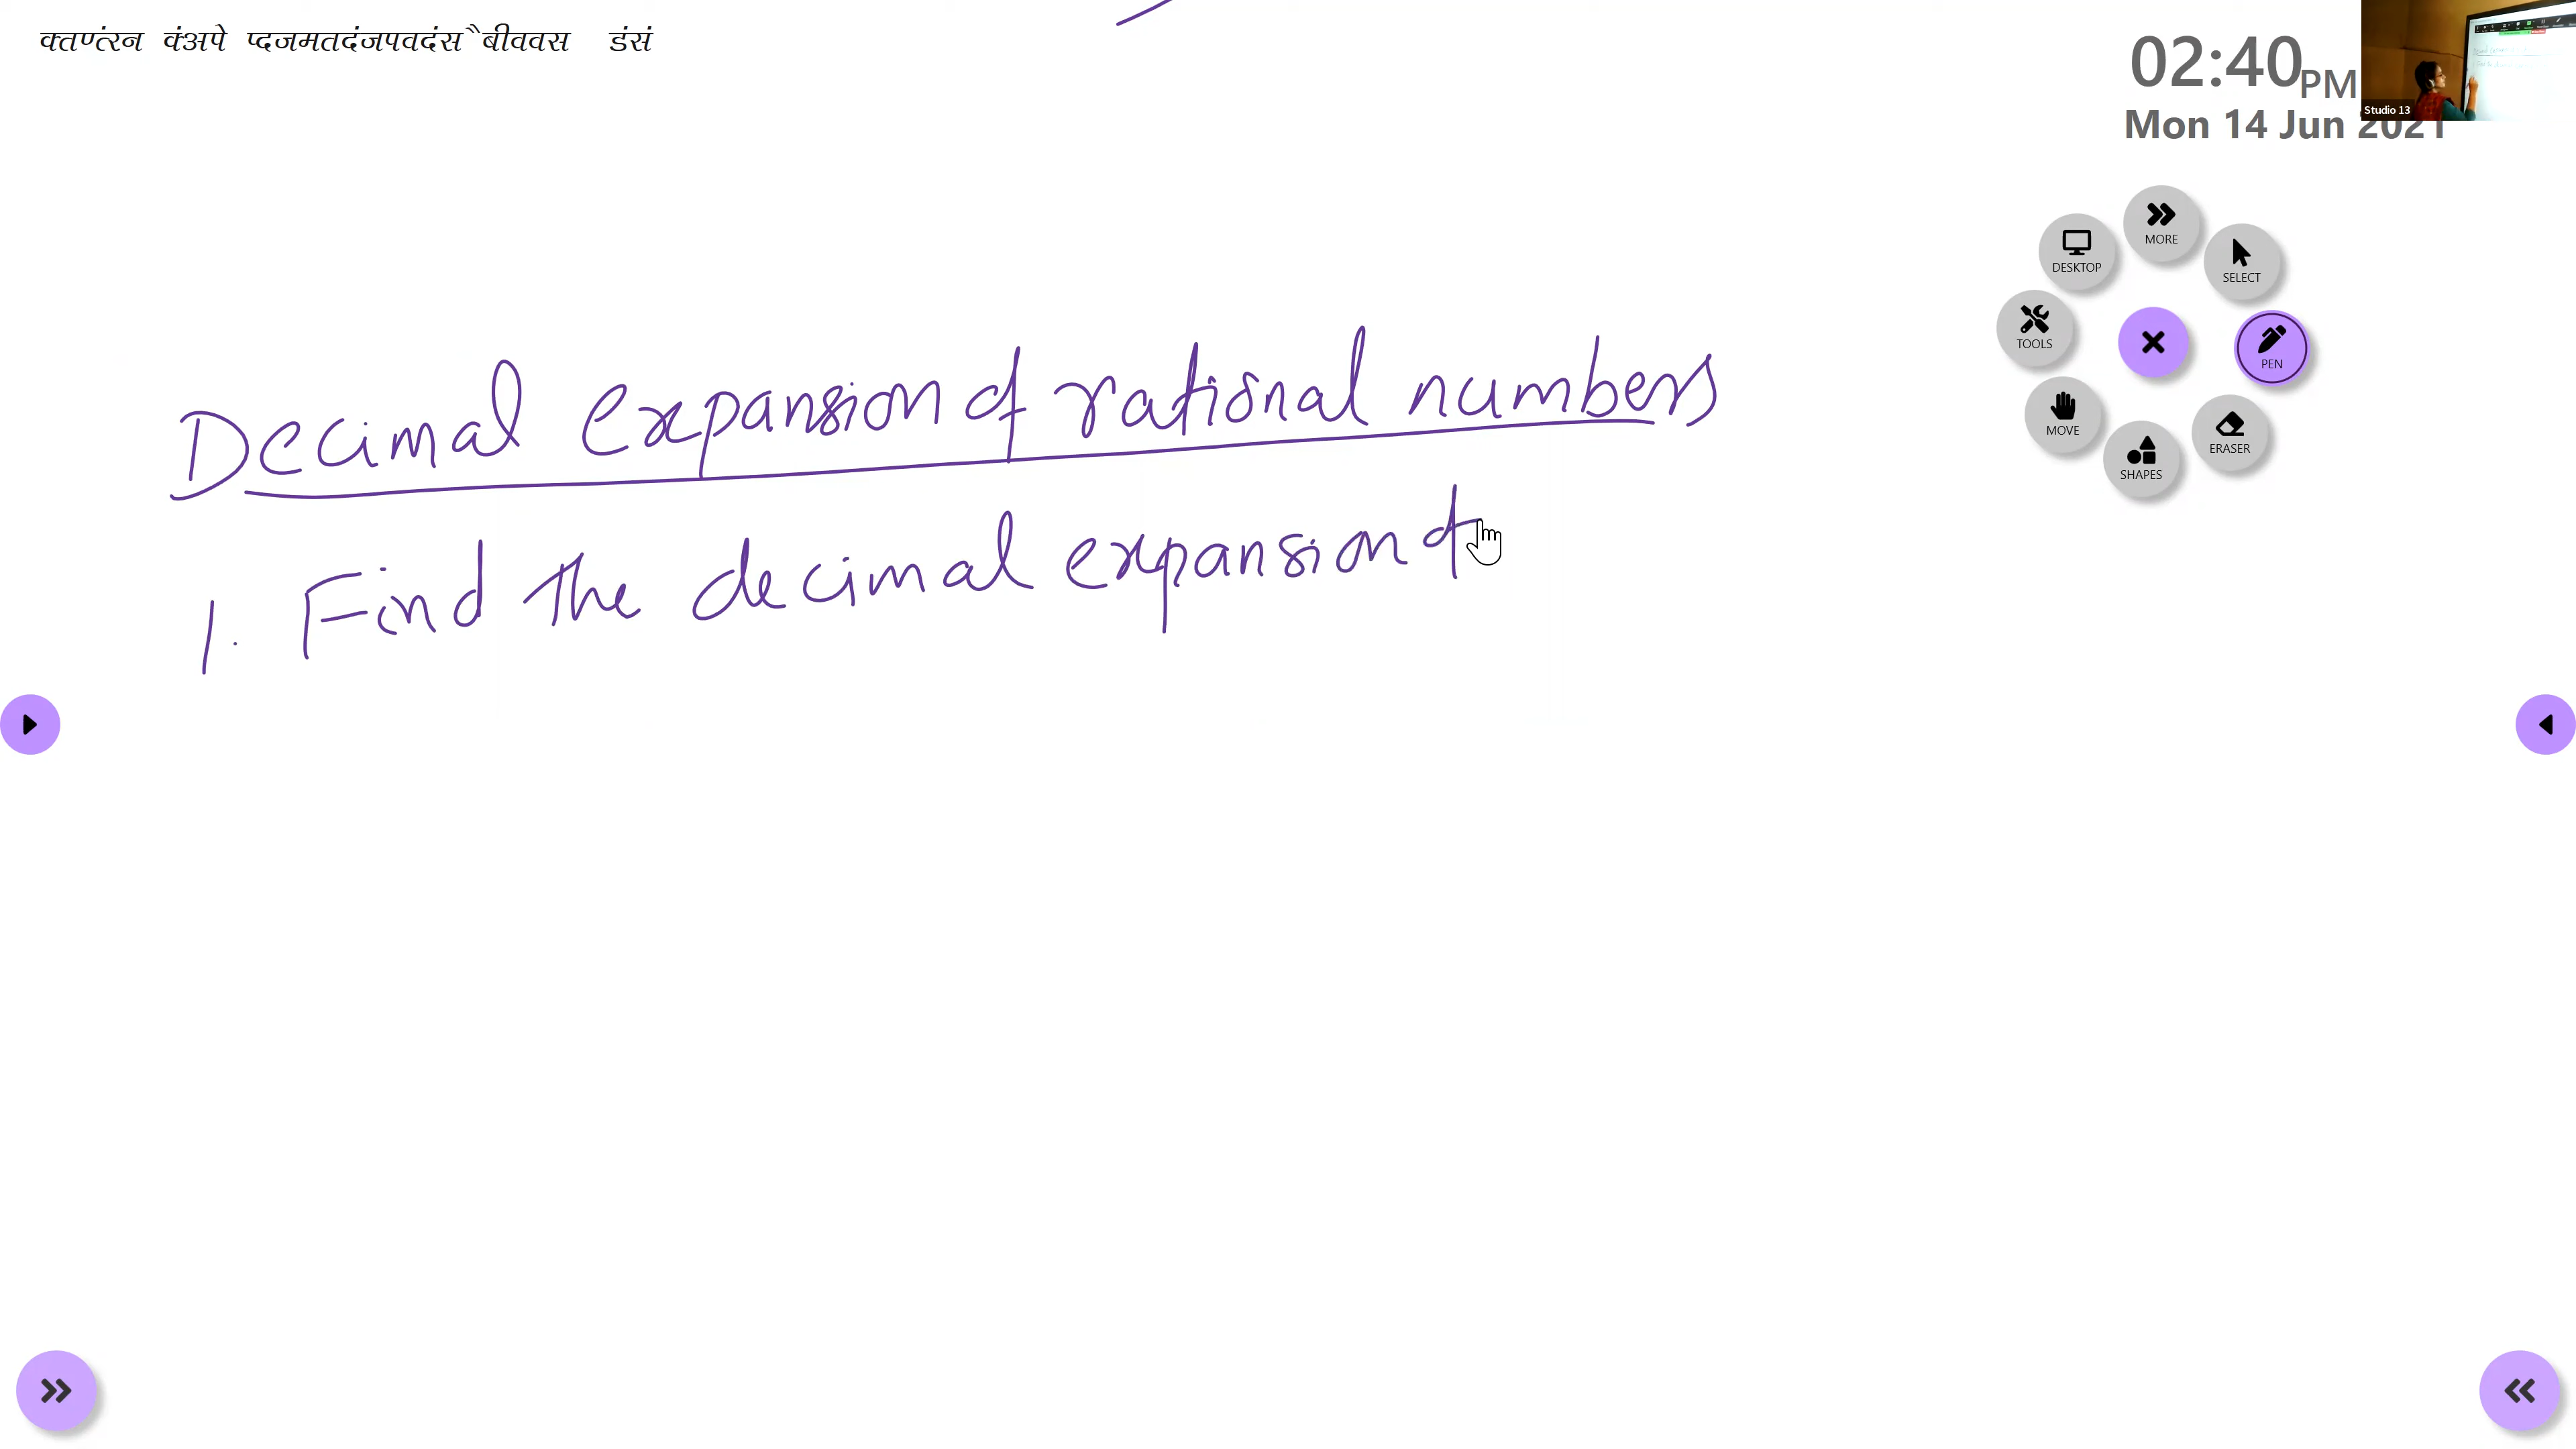 क्तण्तंरन क्ंअपे प्दजमतदंजपवदंस ैबीववस डंसं
02:40PM
Mon 14 Jun 2021
Studio 13
MORE
DESKTOP
SELECT
TOOLS
PEN
MOVE
ERASER
SHAPES
Decimal expansion of rational numbers
1. Find the decimal expansion of